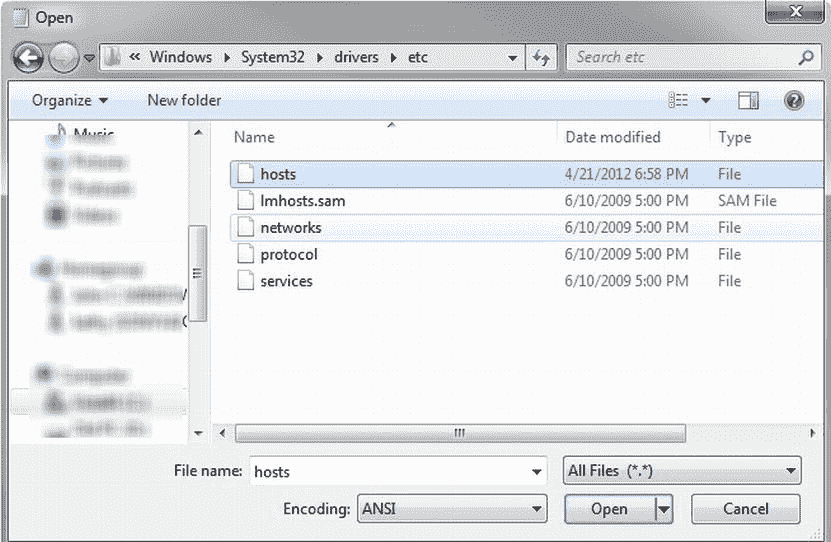 Open
« Windows System32 drivers etc Search etc
Organize New folder
Name Date modified Type
Music
hosts 4/21/2012 6:58 PM File
lmhosts.sam 6/10/2009 5:00 PM SAM File
networks 6/10/2009 5:00 PM File
protocol 6/10/2009 5:00 PM File
services 6/10/2009 5:00 PM File
File name: hosts All Files (*.*)
Encoding: ANSI Open Cancel